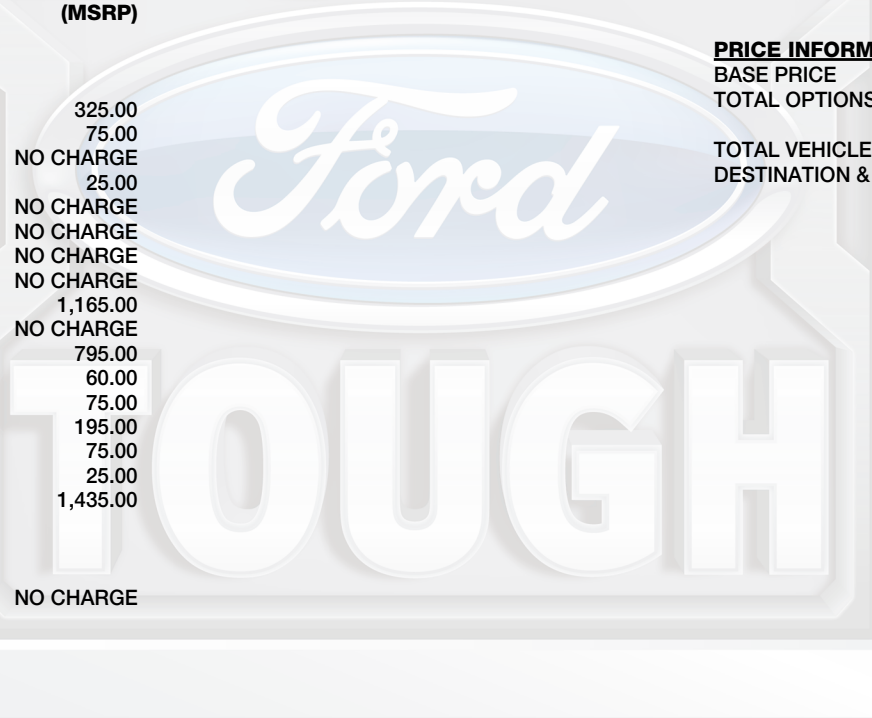 (MSRP)
325.00
75.00
NO CHARGE
25.00
NO CHARGE
NO CHARGE
NO CHARGE
NO CHARGE
1,165.00
NO CHARGE
795.00
60.00
75.00
195.00
75.00
25.00
1,435.00
NO CHARGE
PRICE INFORM
BASE PRICE
TOTAL OPTIONS
TOTAL VEHICLE
DESTINATION &
Ford
TOUGH